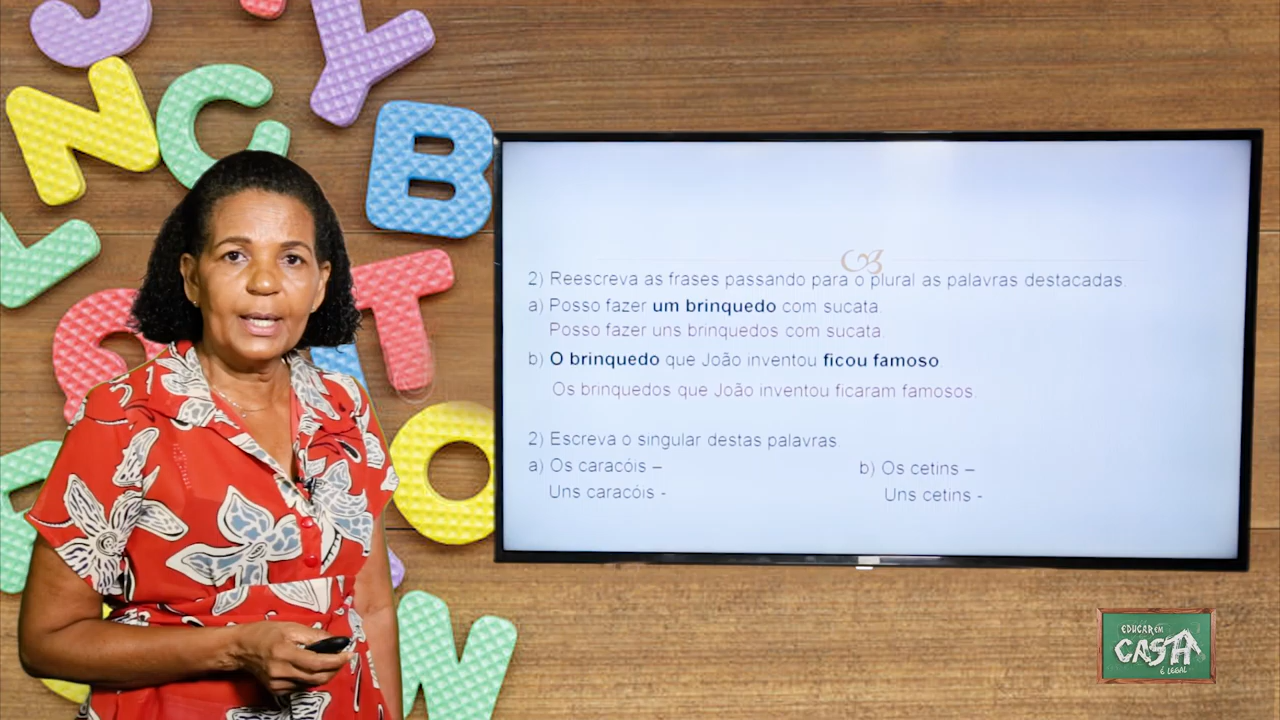 2) Reescreva as frases passando para o plural as palavras destacadas.
a) Posso fazer um brinquedo com sucata.
Posso fazer uns brinquedos com sucata.
b) O brinquedo que João inventou ficou famoso.
Os brinquedos que João inventou ficaram famosos.
2) Escreva o singular destas palavras
a) Os caracóis –
b) Os cetins –
Uns caracóis -
Uns cetins -
J
Y
N
C
B
T
O
W
EDUCAR EM
CASA
É LEGAL